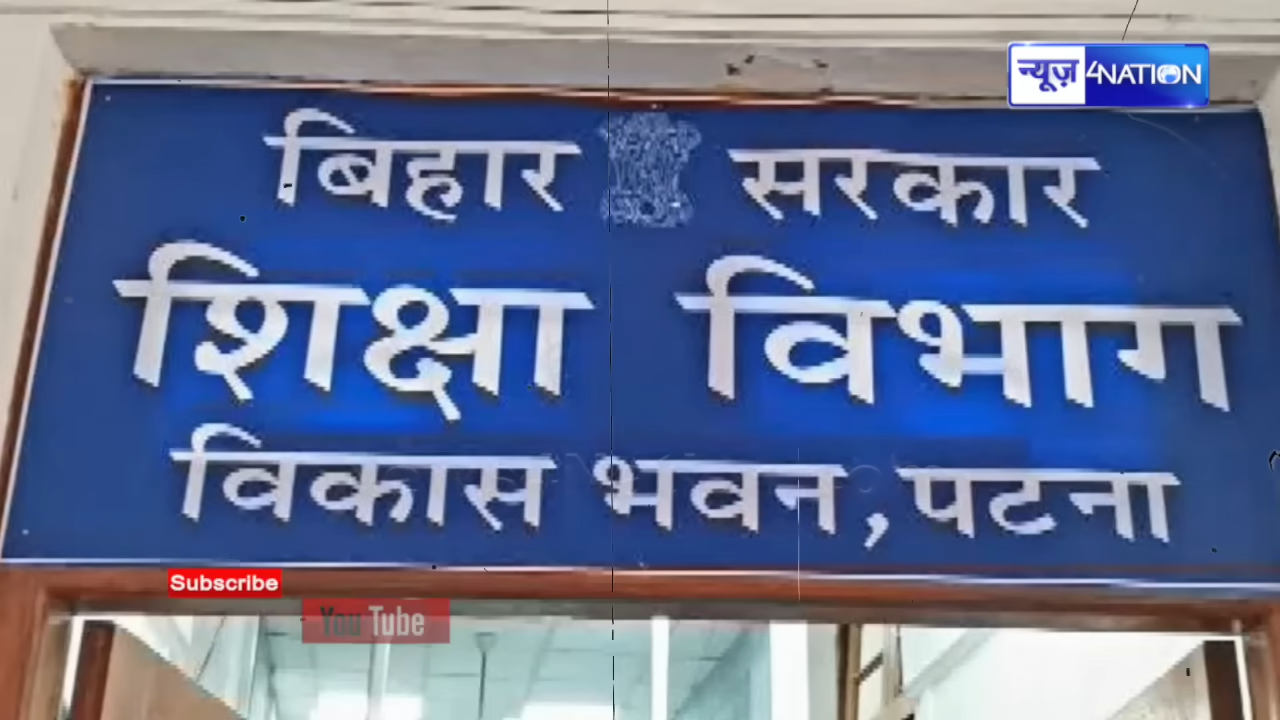 न्यूज़ 4NATION
बिहार सरकार
शिक्षा विभाग
विकास भवन, पटना
Subscribe
You Tube